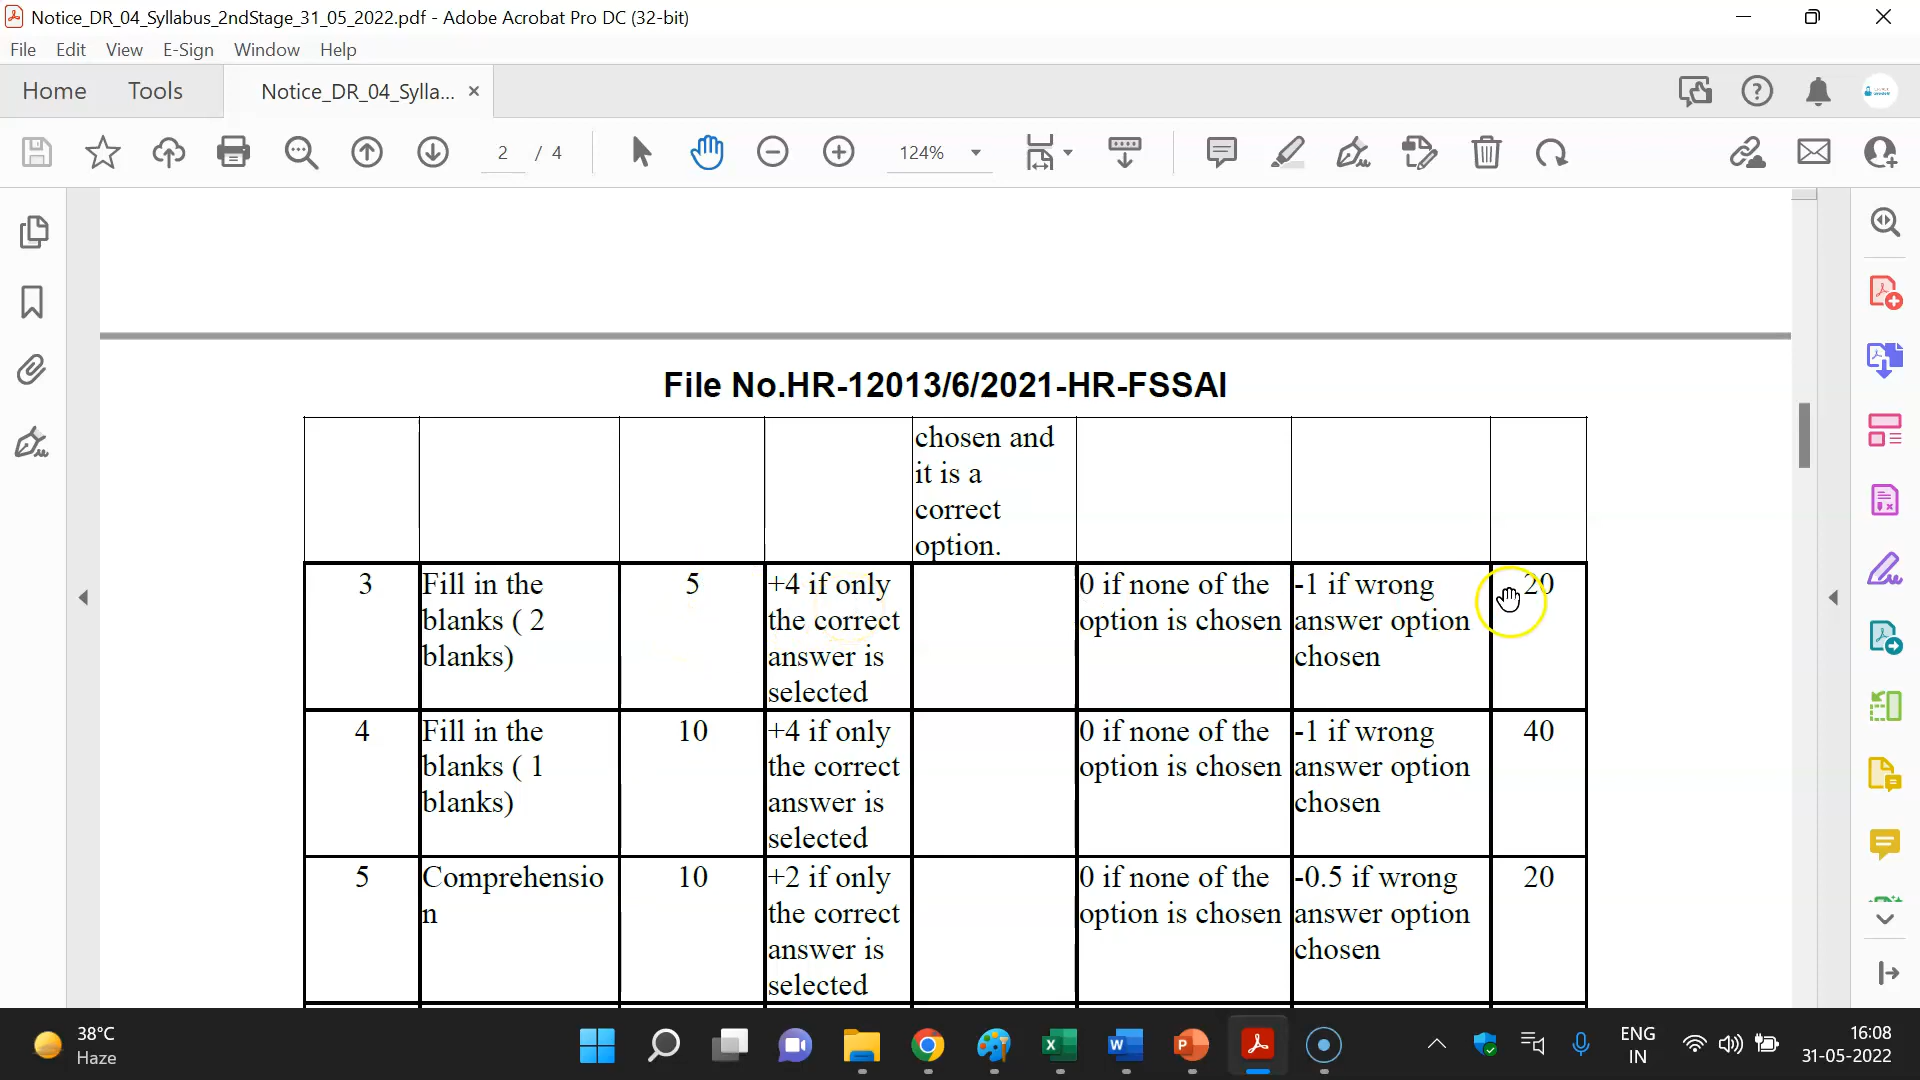 Notice_DR_04_Syllabus_2ndStage_31_05_2022.pdf - Adobe Acrobat Pro DC (32-bit)
File Edit View E-Sign Window Help
Home Tools Notice_DR_04_Sylla... ×
2 / 4 124%
File No.HR-12013/6/2021-HR-FSSAI
chosen and
it is a
correct
option.
3
Fill in the
blanks ( 2
blanks)
5
+4 if only
the correct
answer is
selected
0 if none of the
option is chosen
-1 if wrong
answer option
chosen
20
4
Fill in the
blanks ( 1
blanks)
10
+4 if only
the correct
answer is
selected
0 if none of the
option is chosen
-1 if wrong
answer option
chosen
40
5
Comprehensio
n
10
+2 if only
the correct
answer is
selected
0 if none of the
option is chosen
-0.5 if wrong
answer option
chosen
20
38°C
Haze
ENG
IN
16:08
31-05-2022